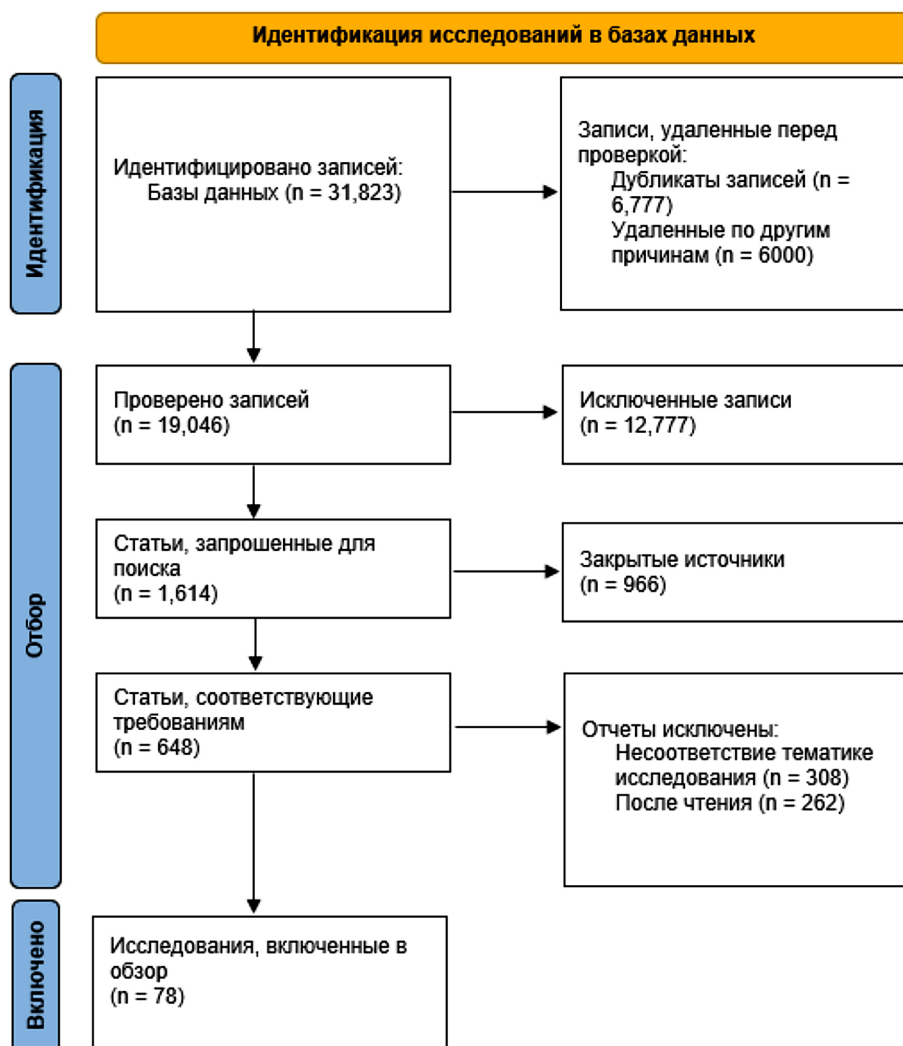 Идентификация исследований в базах данных
Идентификация
Идентифицировано записей:
Базы данных (n = 31,823)
Записи, удаленные перед
проверкой:
Дубликаты записей (n =
6,777)
Удаленные по другим
причинам (n = 6000)
Отбор
Проверено записей
(n = 19,046)
Исключенные записи
(n = 12,777)
Статьи, запрошенные для
поиска
(n = 1,614)
Закрытые источники
(n = 966)
Статьи, соответствующие
требованиям
(n = 648)
Отчеты исключены:
Несоответствие тематике
исследования (n = 308)
После чтения (n = 262)
Включено
Исследования, включенные в
обзор
(n = 78)